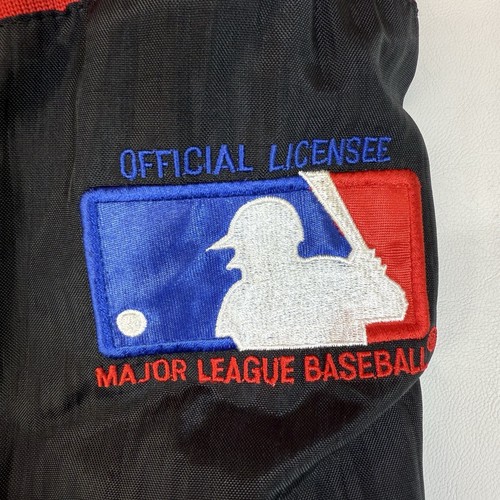 OFFICIAL LICENSEE
MAJOR LEAGUE BASEBALL®